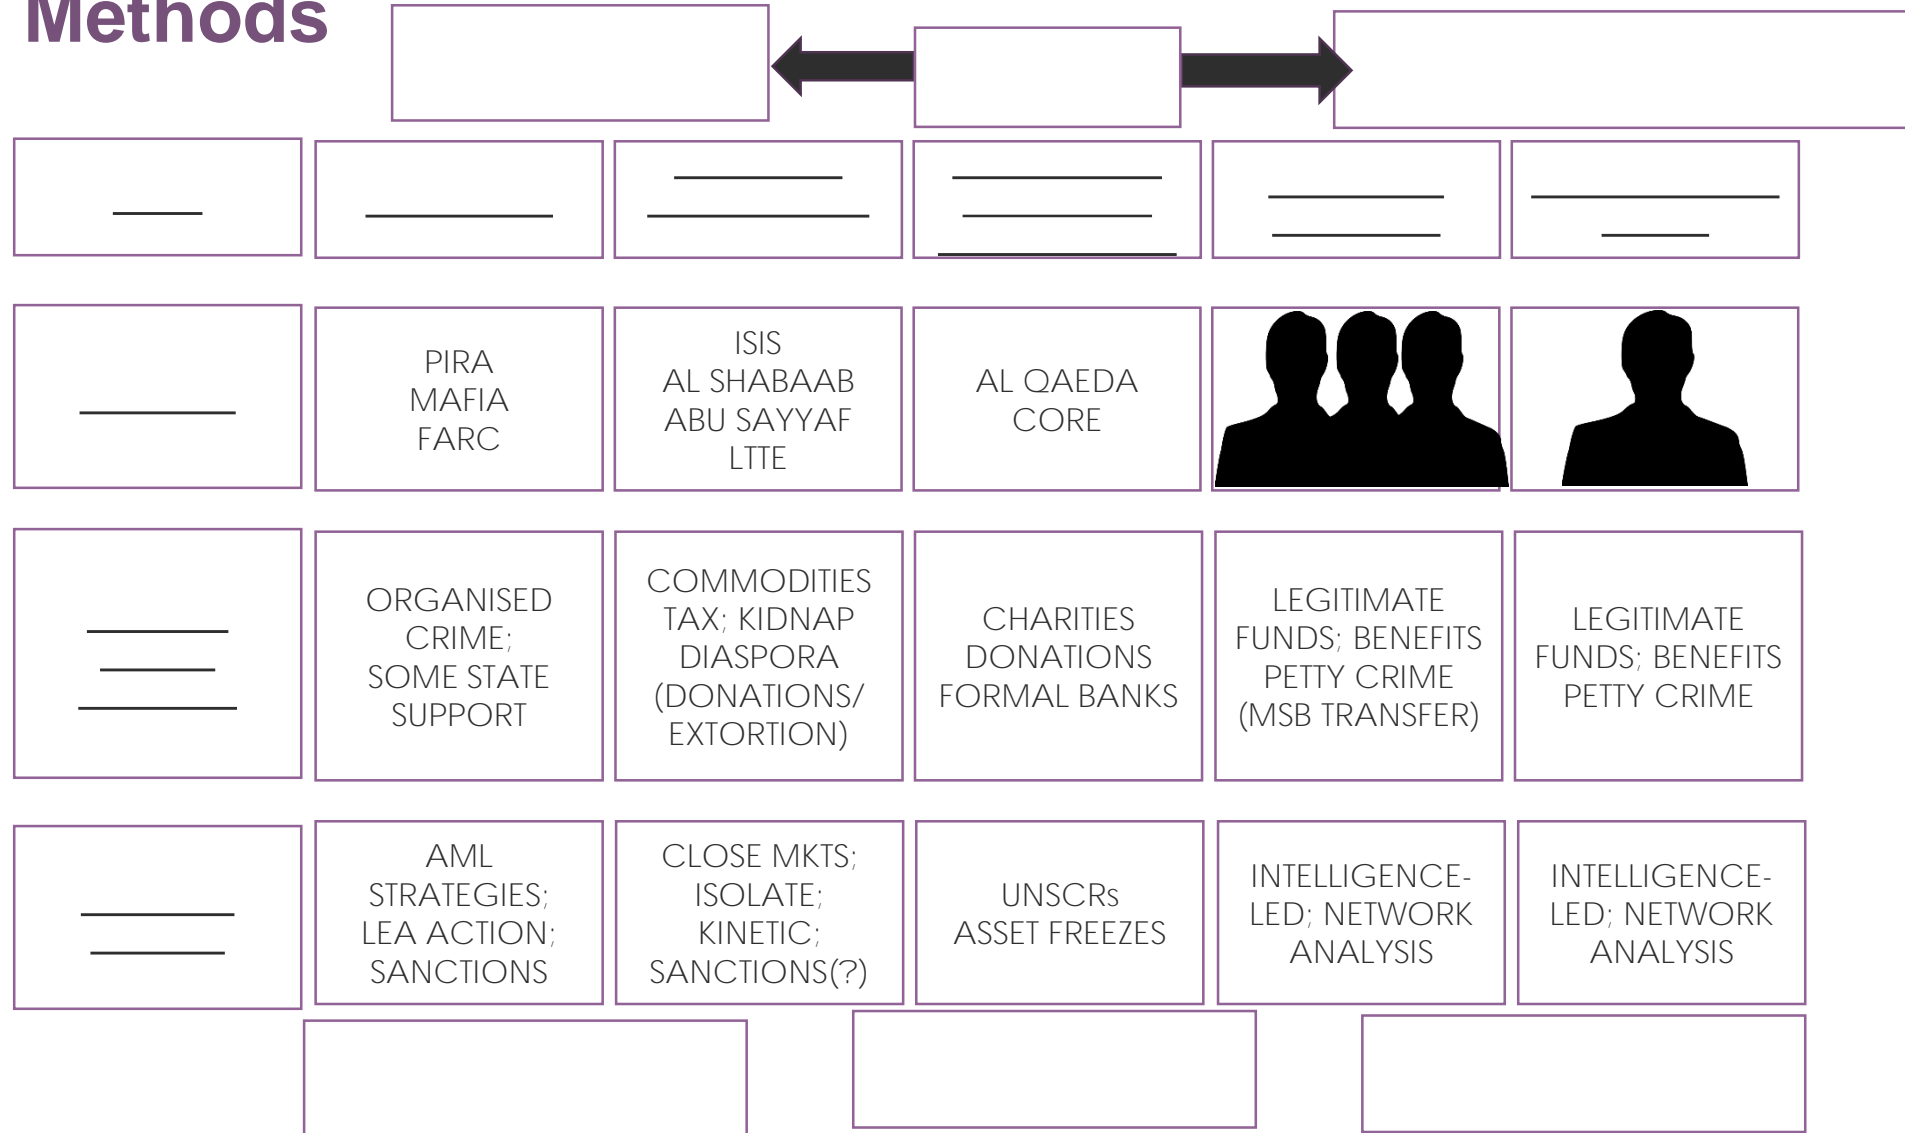 Methods
PIRA
MAFIA
FARC
ISIS
AL SHABAAB
ABU SAYYAF
LTTE
AL QAEDA
CORE
ORGANISED
CRIME;
SOME STATE
SUPPORT
COMMODITIES
TAX; KIDNAP
DIASPORA
(DONATIONS/
EXTORTION)
CHARITIES
DONATIONS
FORMAL BANKS
LEGITIMATE
FUNDS; BENEFITS
PETTY CRIME
(MSB TRANSFER)
LEGITIMATE
FUNDS; BENEFITS
PETTY CRIME
AML
STRATEGIES;
LEA ACTION;
SANCTIONS
CLOSE MKTS;
ISOLATE;
KINETIC;
SANCTIONS(?)
UNSCRs
ASSET FREEZES
INTELLIGENCE-
LED; NETWORK
ANALYSIS
INTELLIGENCE-
LED; NETWORK
ANALYSIS